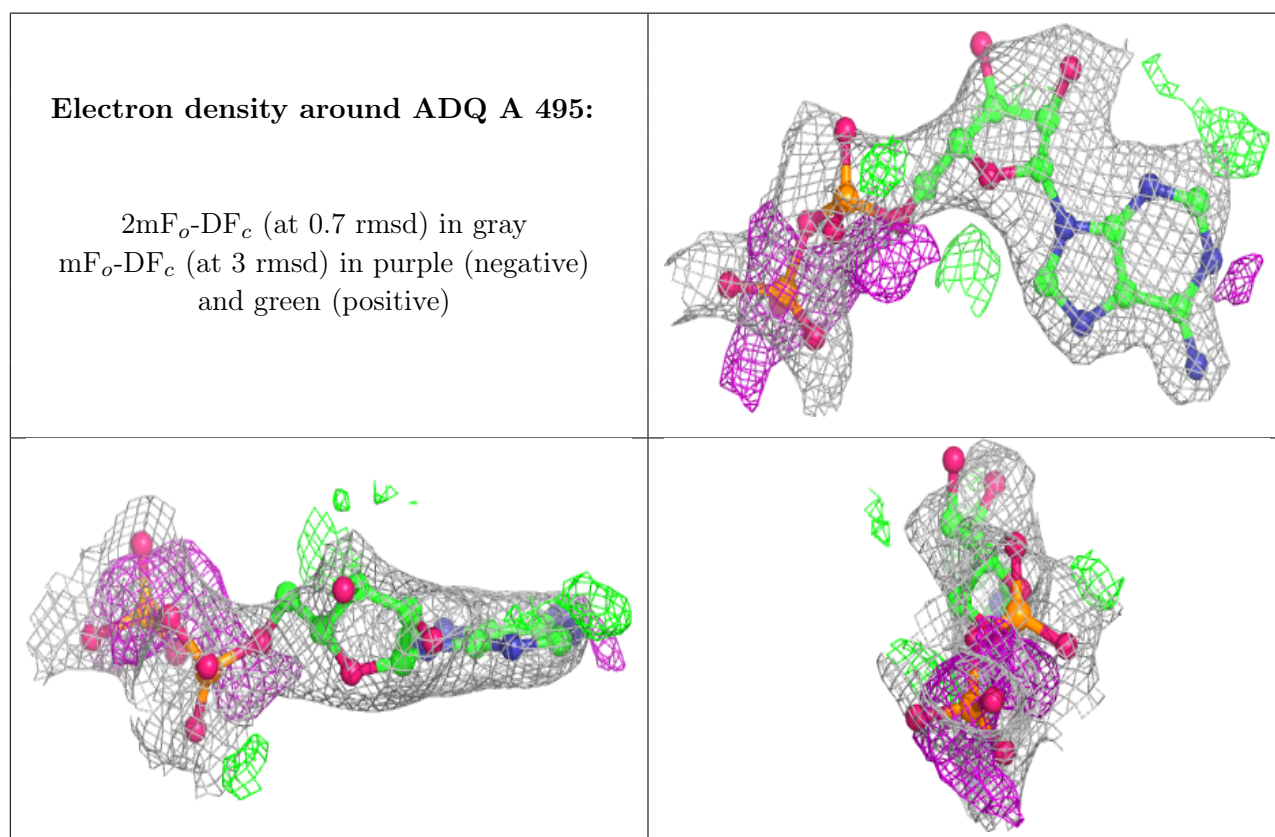 Electron density around ADQ A 495:
2mFₒ-DF𝒸 (at 0.7 rmsd) in gray
mFₒ-DF𝒸 (at 3 rmsd) in purple (negative)
and green (positive)